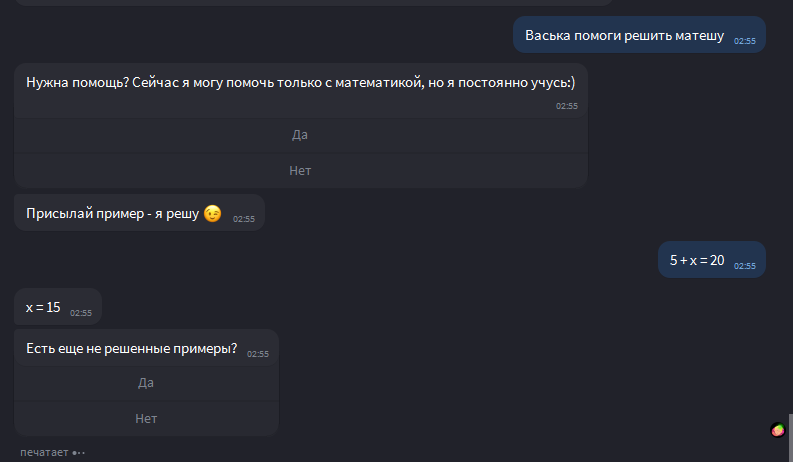 Васька помоги решить матешу 02:55
Нужна помощь? Сейчас я могу помочь только с математикой, но я постоянно учусь:)
02:55
Да
Нет
Присылай пример - я решу 😉 02:55
5 + x = 20 02:55
x = 15 02:55
Есть еще не решенные примеры? 02:55
Да
Нет
печатает